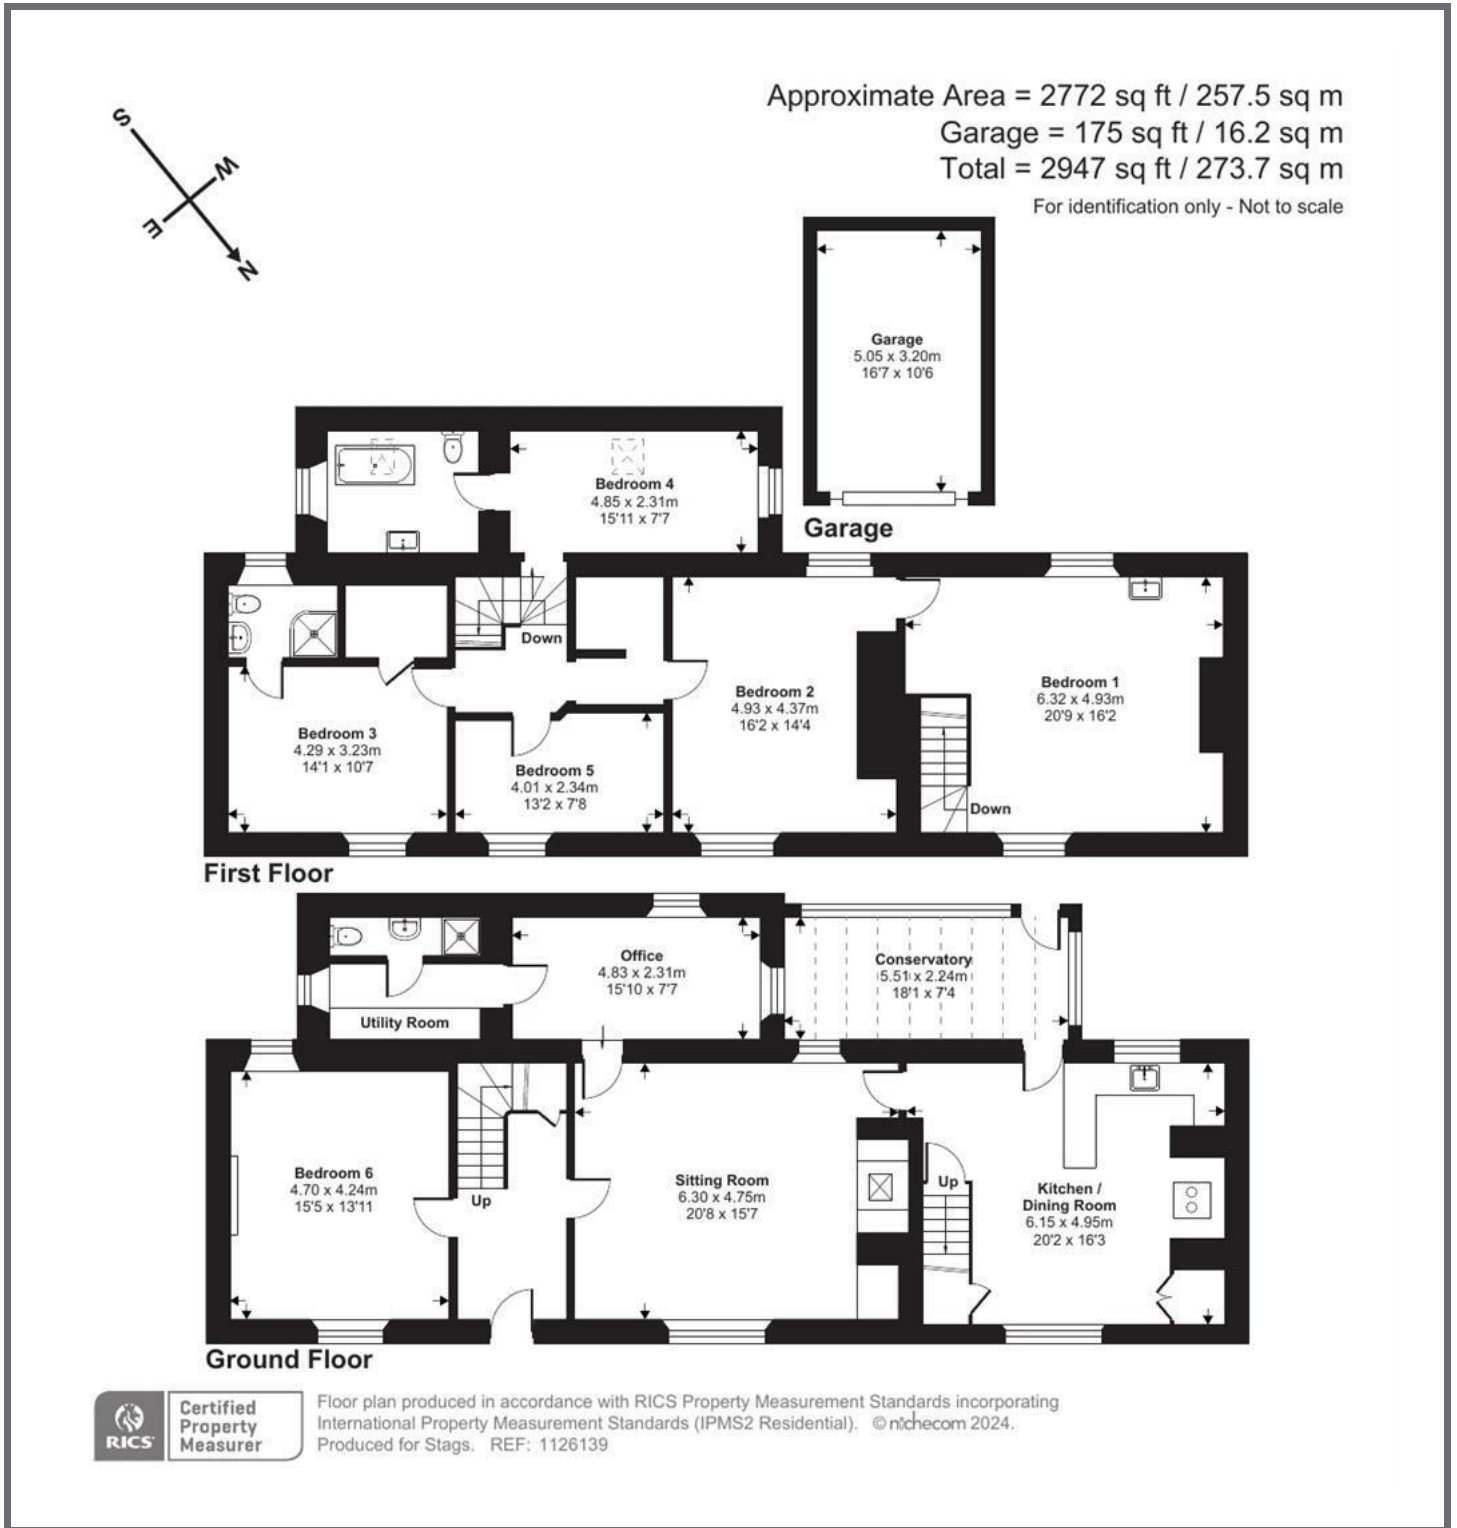 Approximate Area = 2772 sq ft / 257.5 sq m
Garage = 175 sq ft / 16.2 sq m
Total = 2947 sq ft / 273.7 sq m
For identification only - Not to scale
S
W
E
N
Garage
5.05 x 3.20m
16'7 x 10'6
Garage
Bedroom 4
4.85 x 2.31m
15'11 x 7'7
Down
Bedroom 3
4.29 x 3.23m
14'1 x 10'7
Bedroom 5
4.01 x 2.34m
13'2 x 7'8
Bedroom 2
4.93 x 4.37m
16'2 x 14'4
Bedroom 1
6.32 x 4.93m
20'9 x 16'2
Down
First Floor
Utility Room
Office
4.83 x 2.31m
15'10 x 7'7
Conservatory
5.51 x 2.24m
18'1 x 7'4
Bedroom 6
4.70 x 4.24m
15'5 x 13'11
Up
Sitting Room
6.30 x 4.75m
20'8 x 15'7
Up
Kitchen /
Dining Room
6.15 x 4.95m
20'2 x 16'3
Ground Floor
RICS
Certified
Property
Measurer
Floor plan produced in accordance with RICS Property Measurement Standards incorporating
International Property Measurement Standards (IPMS2 Residential). © nichecom 2024.
Produced for Stags. REF: 1126139